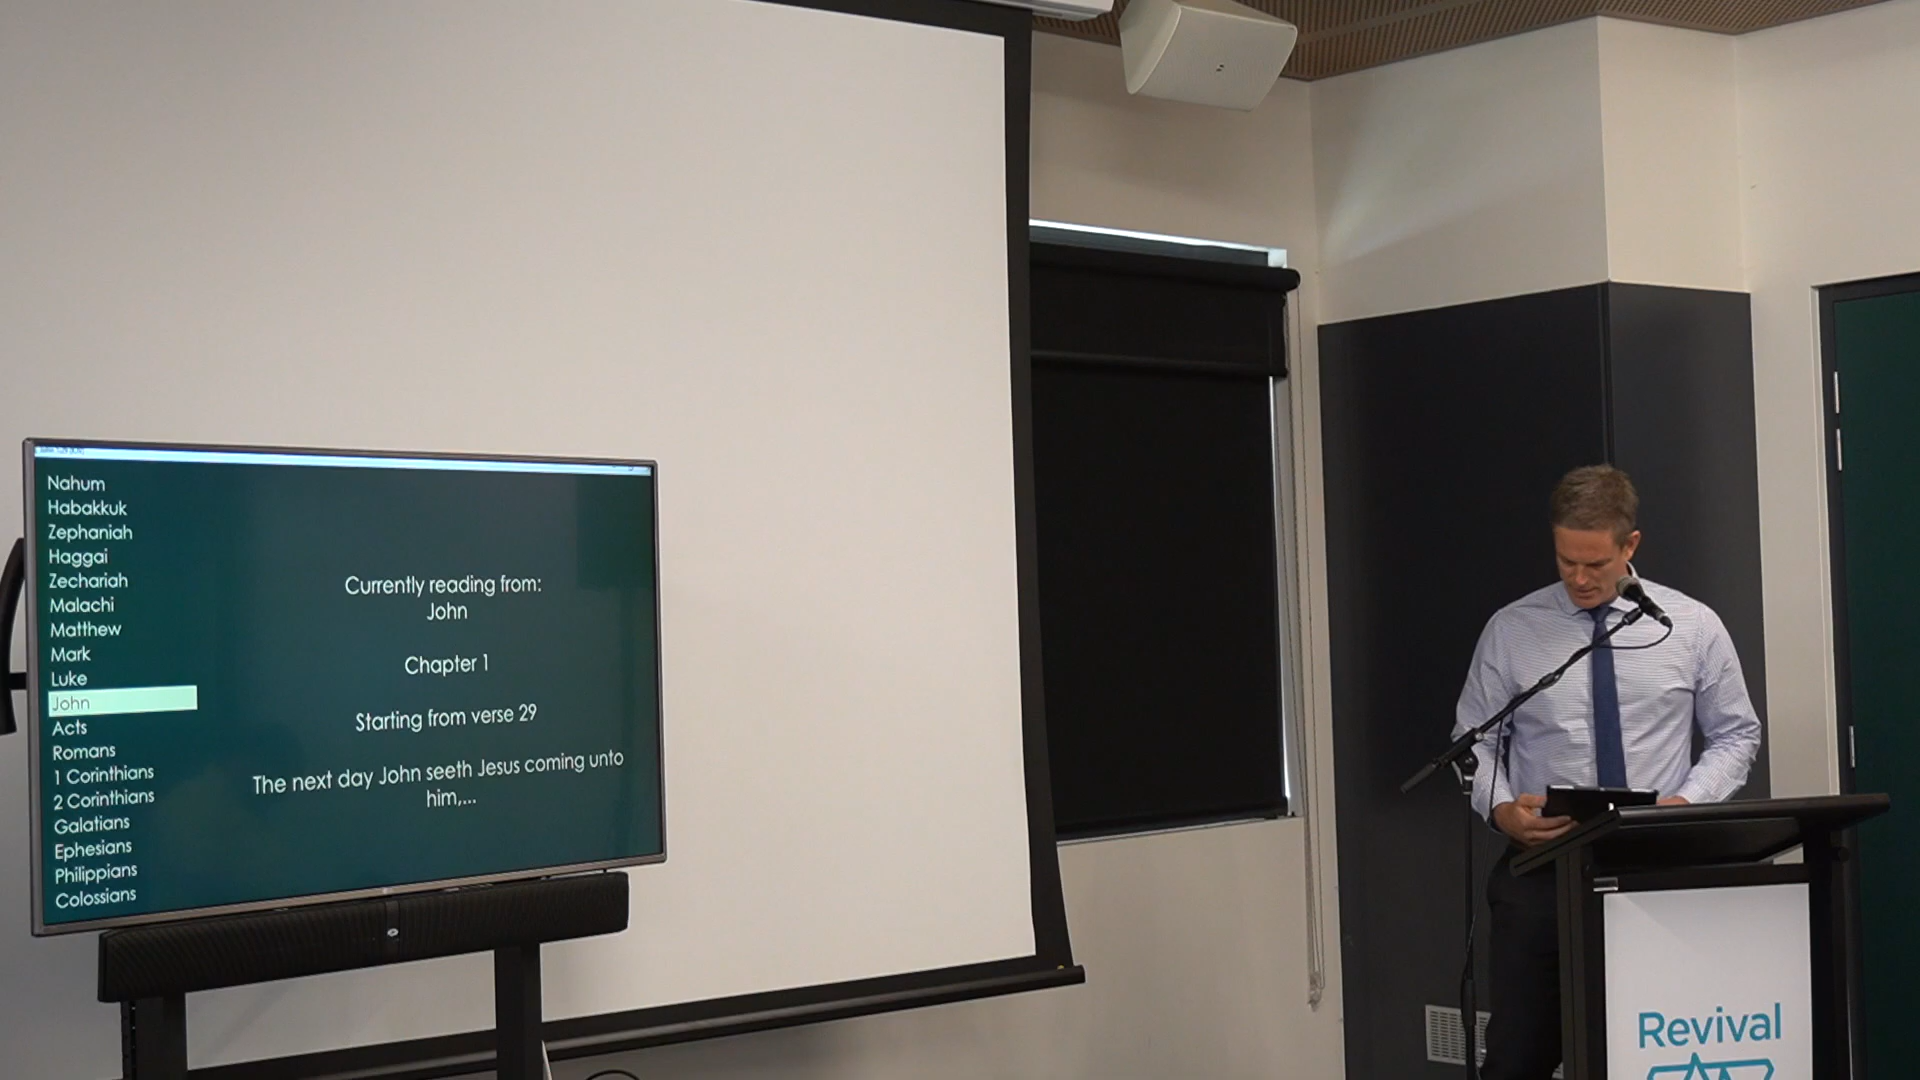 Nahum
Habakkuk
Zephaniah
Haggai
Zechariah
Malachi
Matthew
Mark
Luke
John
Acts
Romans
1 Corinthians
2 Corinthians
Galatians
Ephesians
Philippians
Colossians
Currently reading from:
John
Chapter 1
Starting from verse 29
The next day John seeth Jesus coming unto
him,...
Revival